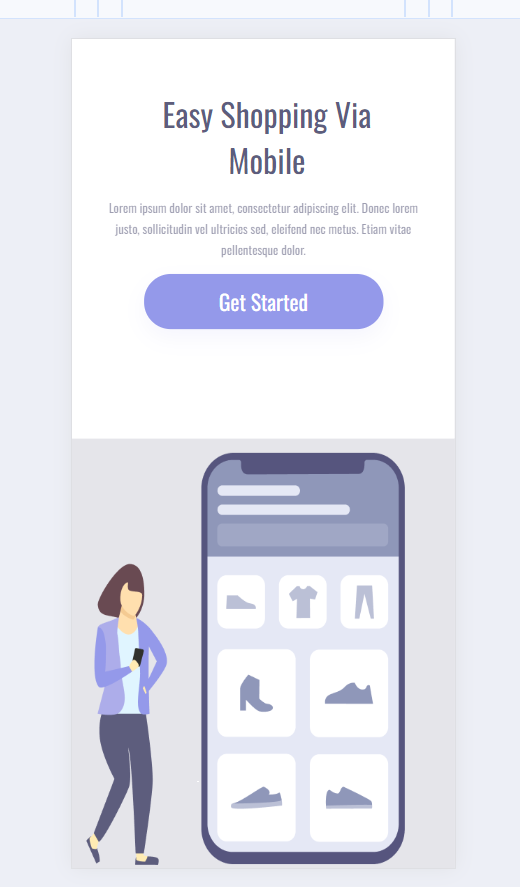 Easy Shopping Via
Mobile
Lorem ipsum dolor sit amet, consectetur adipiscing elit. Donec lorem
justo, sollicitudin vel ultricies sed, eleifend nec metus. Etiam vitae
pellentesque dolor.
Get Started